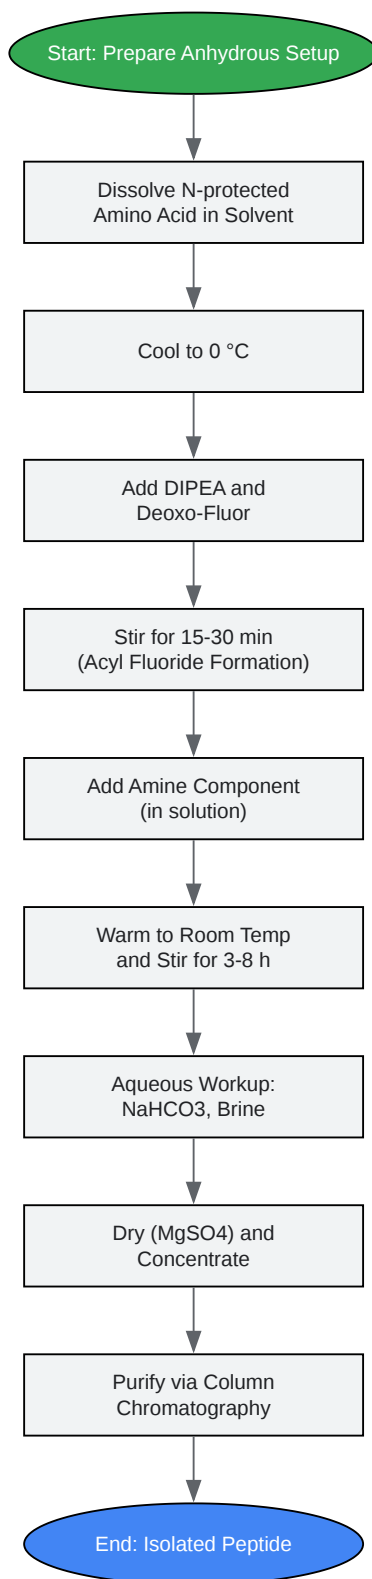 Start: Prepare Anhydrous Setup
Dissolve N-protected
Amino Acid in Solvent
Cool to 0 °C
Add DIPEA and
Deoxo-Fluor
Stir for 15-30 min
(Acyl Fluoride Formation)
Add Amine Component
(in solution)
Warm to Room Temp
and Stir for 3-8 h
Aqueous Workup:
NaHCO3, Brine
Dry (MgSO4) and
Concentrate
Purify via Column
Chromatography
End: Isolated Peptide